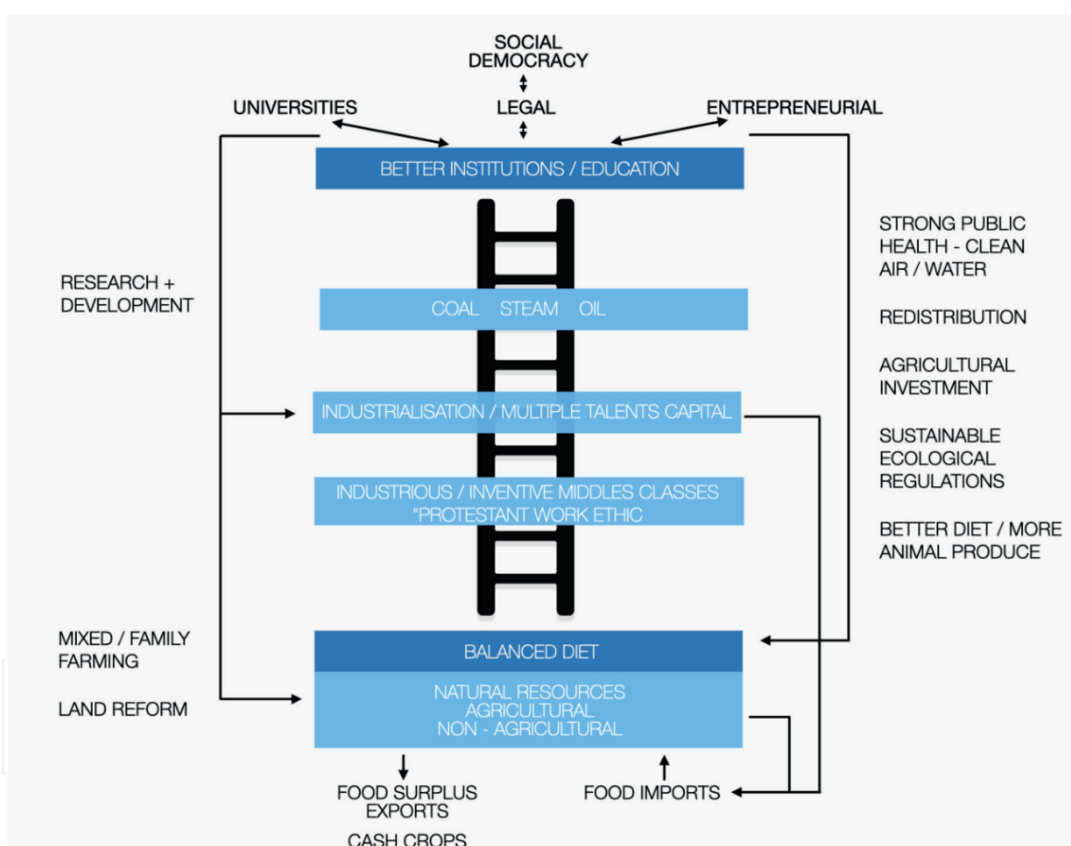 SOCIAL
DEMOCRACY
UNIVERSITIES
LEGAL
ENTREPRENEURIAL
BETTER INSTITUTIONS / EDUCATION
STRONG PUBLIC
HEALTH - CLEAN
AIR / WATER
RESEARCH +
DEVELOPMENT
COAL STEAM OIL
REDISTRIBUTION
AGRICULTURAL
INVESTMENT
INDUSTRIALISATION / MULTIPLE TALENTS CAPITAL
SUSTAINABLE
ECOLOGICAL
REGULATIONS
INDUSTRIOUS / INVENTIVE MIDDLES CLASSES
"PROTESTANT WORK ETHIC
BETTER DIET / MORE
ANIMAL PRODUCE
MIXED / FAMILY
FARMING
LAND REFORM
BALANCED DIET
NATURAL RESOURCES
AGRICULTURAL
NON - AGRICULTURAL
FOOD SURPLUS
EXPORTS
CASH CROPS
FOOD IMPORTS